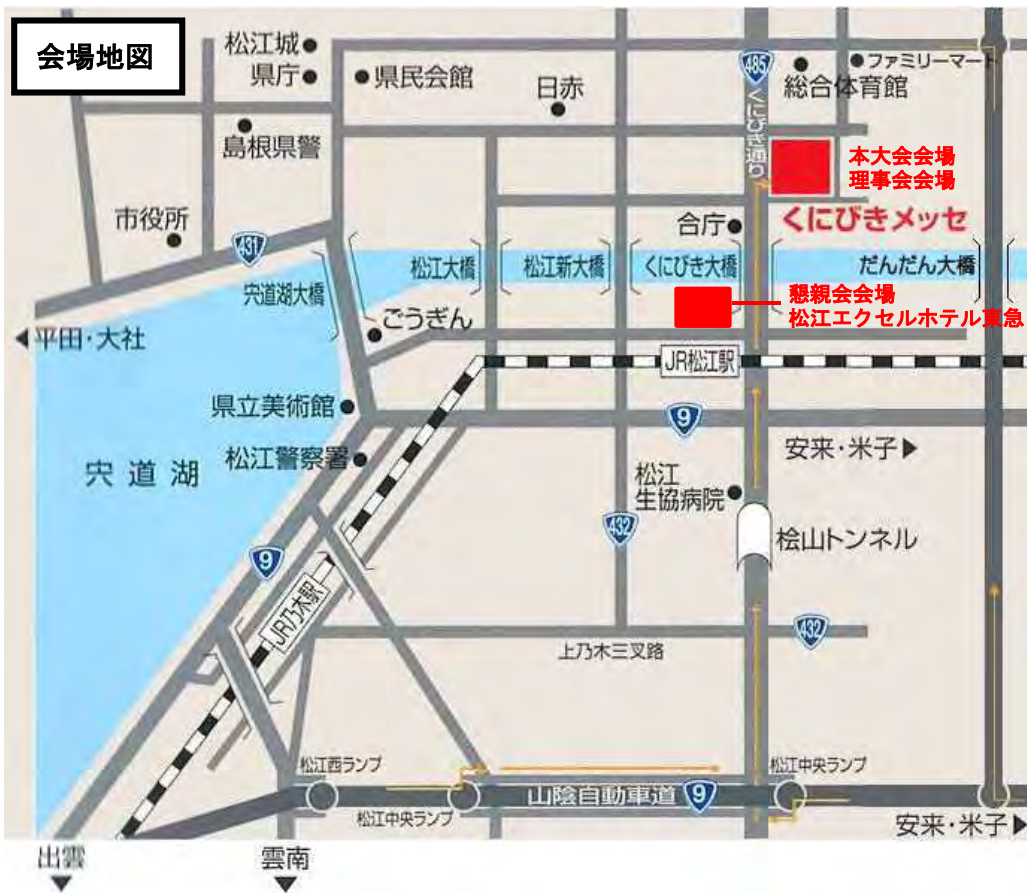 会場地図
松江城
県庁
県民会館
日赤
485
総合体育館
ファミリーマート
島根県警
くにびき通り
本大会会場
理事会会場
市役所
合庁
くにびきメッセ
431
宍道湖大橋
松江大橋
松江新大橋
くにびき大橋
だんだん大橋
懇親会会場
松江エクセルホテル東急
ごうぎん
平田・大社
JR松江駅
県立美術館
9
安来・米子
宍道湖
松江警察署
松江
生協病院
432
桧山トンネル
9
JR乃木駅
432
上乃木三叉路
松江西ランプ
松江中央ランプ
山陰自動車道
9
松江中央ランプ
安来・米子
出雲
雲南